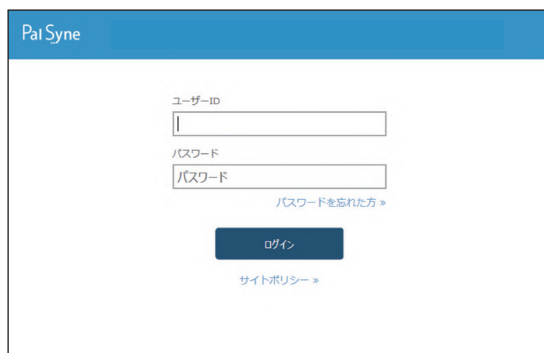 Pal Syne
ユーザーID
パスワード
パスワード
パスワードを忘れた方 »
ログイン
サイトポリシー »